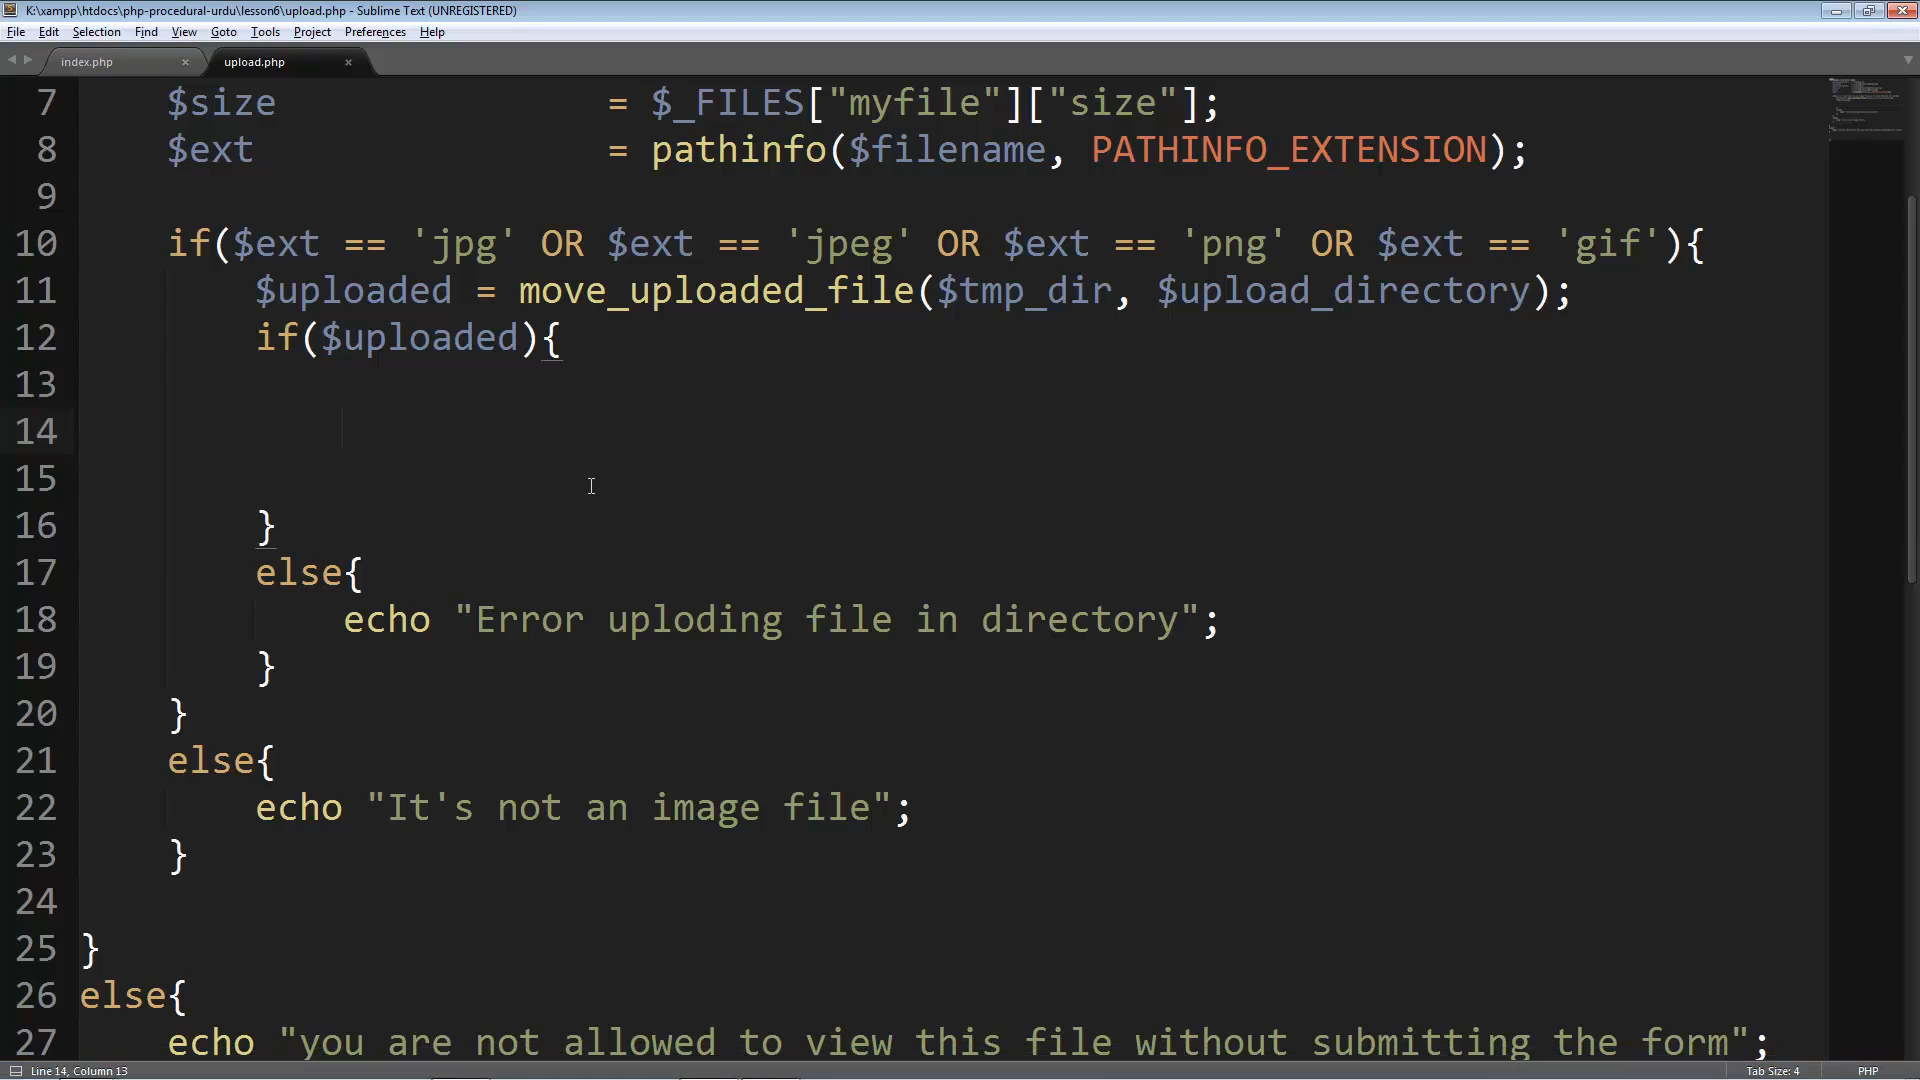 K:\xampp\htdocs\php-procedural-urdu\lesson6\upload.php - Sublime Text (UNREGISTERED)
File Edit Selection Find View Goto Tools Project Preferences Help
index.php × upload.php ×
7 $size = $_FILES["myfile"]["size"];
8 $ext = pathinfo($filename, PATHINFO_EXTENSION);
9
10 if($ext == 'jpg' OR $ext == 'jpeg' OR $ext == 'png' OR $ext == 'gif'){
11 $uploaded = move_uploaded_file($tmp_dir, $upload_directory);
12 if($uploaded){
13
14
15
16 }
17 else{
18 echo "Error uploding file in directory";
19 }
20 }
21 else{
22 echo "It's not an image file";
23 }
24
25 }
26 else{
27 echo "you are not allowed to view this file without submitting the form";
Line 14, Column 13 Tab Size: 4 PHP